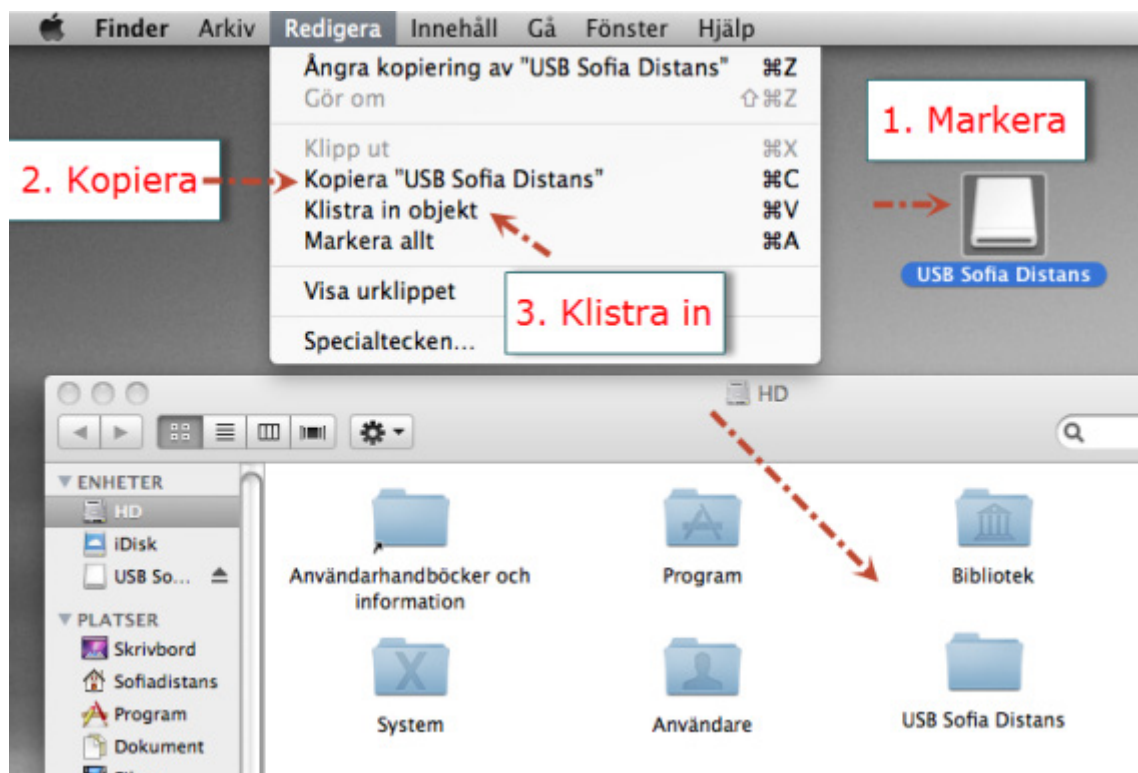 Finder Arkiv Redigera Innehåll Gå Fönster Hjälp
Ångra kopiering av "USB Sofia Distans" ⌘Z
Gör om ⇧⌘Z
1. Markera
Klipp ut ⌘X
2. Kopiera
Kopiera "USB Sofia Distans" ⌘C
Klistra in objekt ⌘V
Markera allt ⌘A
USB Sofia Distans
Visa urklippet
3. Klistra in
Specialtecken...
HD
ENHETER
HD
iDisk
USB So...
PLATSER
Skrivbord
Sofiadistans
Program
Dokument
Användarhandböcker och
information
Program
Bibliotek
System
Användare
USB Sofia Distans